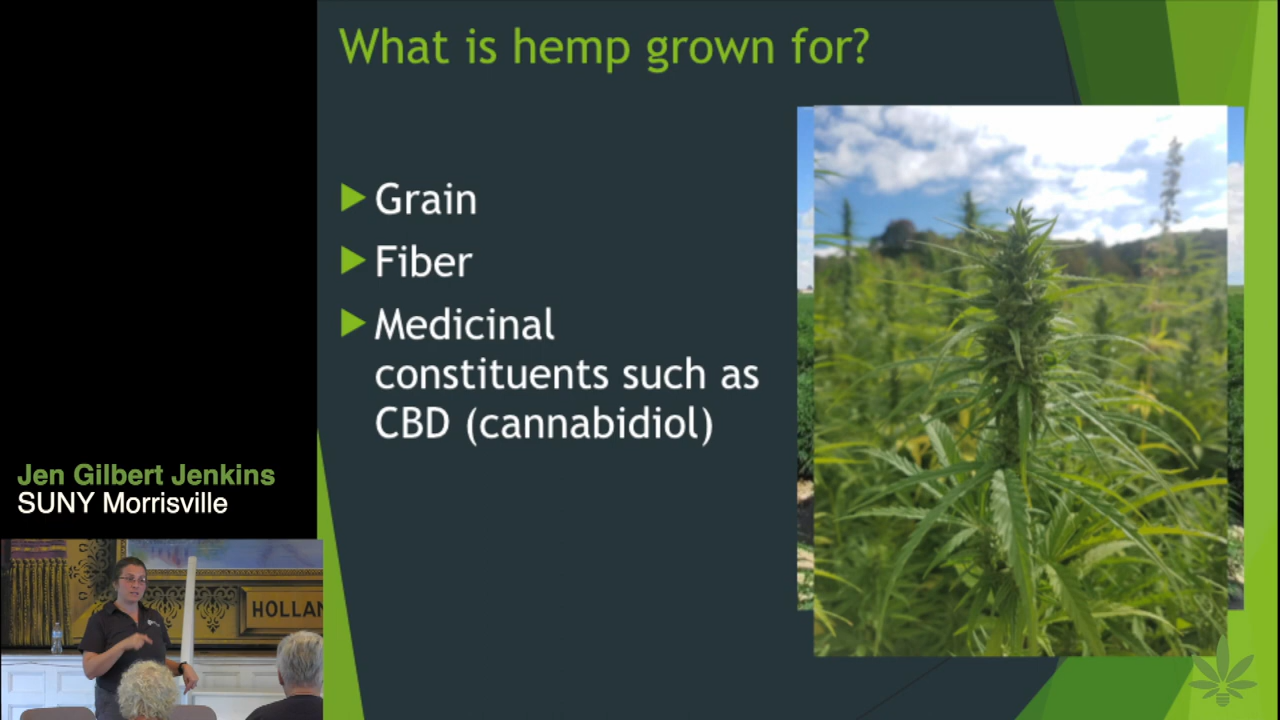 What is hemp grown for?
Grain
Fiber
Medicinal
constituents such as
CBD (cannabidiol)
Jen Gilbert Jenkins
SUNY Morrisville
HOLLAN